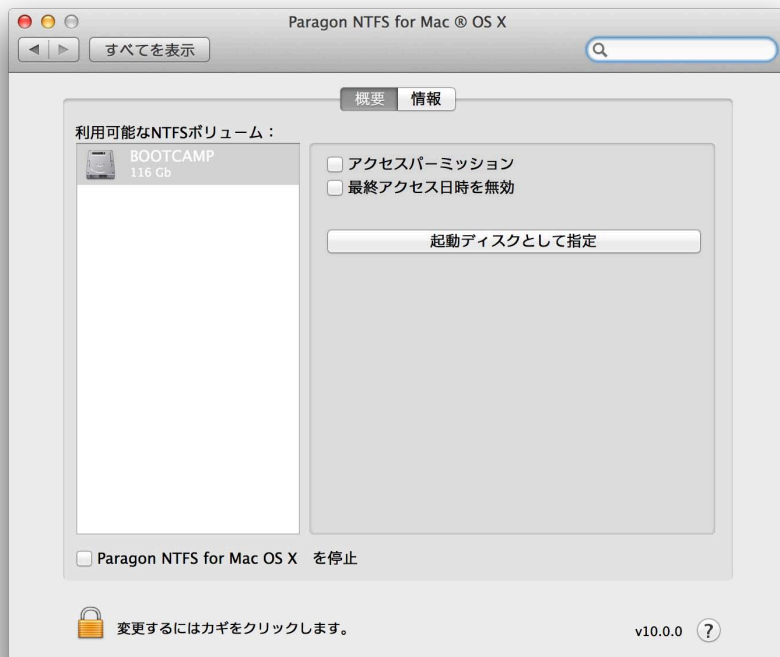 Paragon NTFS for Mac ® OS X
すべてを表示
概要 情報
利用可能なNTFSボリューム：
BOOTCAMP
116 Gb
アクセスパーミッション
最終アクセス日時を無効
起動ディスクとして指定
Paragon NTFS for Mac OS X を停止
変更するにはカギをクリックします。
v10.0.0 ?